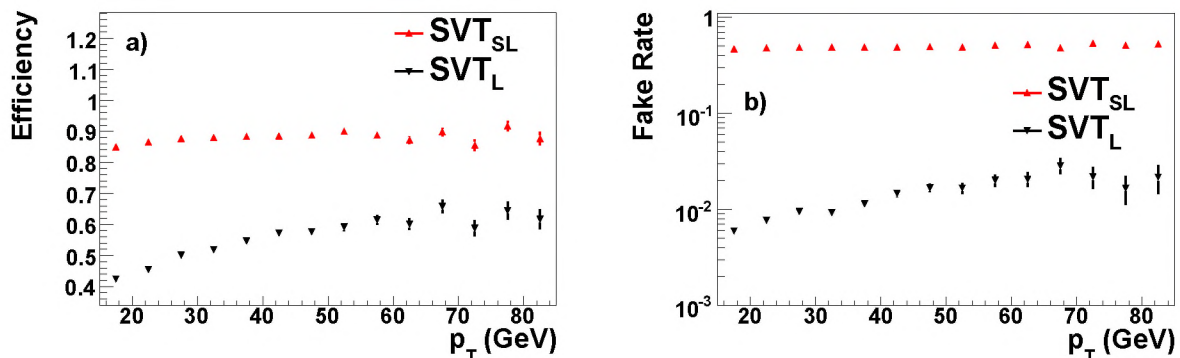 Efficiency
1.2
1.1
1
0.9
0.8
0.7
0.6
0.5
0.4
a)
SVT_SL
SVT_L
20 30 40 50 60 70 80
p_T (GeV)
Fake Rate
1
10^-1
10^-2
10^-3
b)
SVT_SL
SVT_L
20 30 40 50 60 70 80
p_T (GeV)